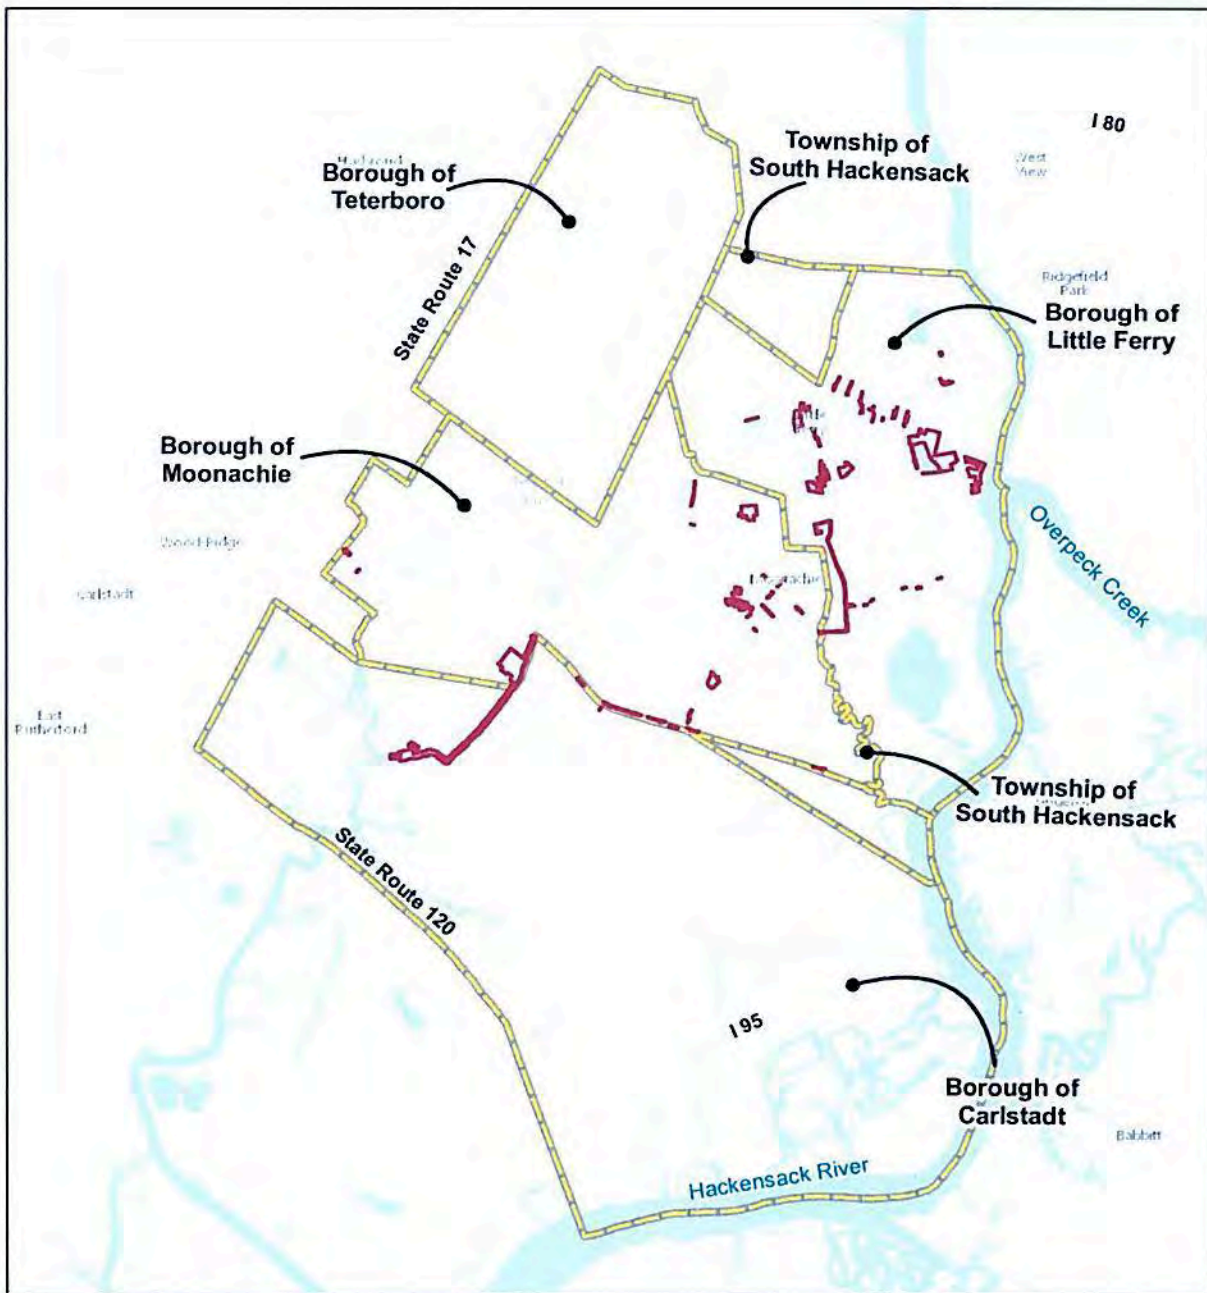 I 80
Township of
South Hackensack
West
View
Borough of
Teterboro
State Route 17
Ridgefield
Park
Borough of
Little Ferry
Borough of
Moonachie
Overpeck Creek
Wood-Ridge
Carlstadt
East
Rutherford
Township of
South Hackensack
State Route 120
I 95
Borough of
Carlstadt
Babbitt
Hackensack River